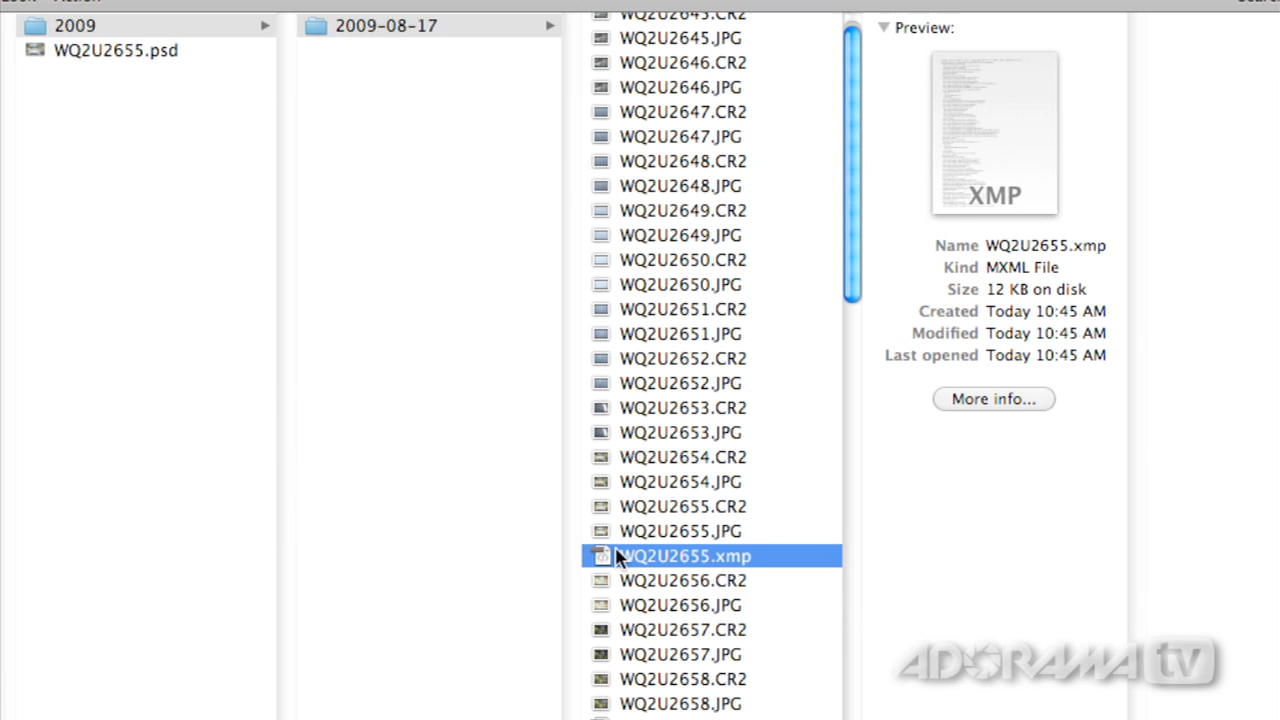 2009
WQ2U2655.psd
2009-08-17
WQ2U2645.CR2
WQ2U2645.JPG
WQ2U2646.CR2
WQ2U2646.JPG
WQ2U2647.CR2
WQ2U2647.JPG
WQ2U2648.CR2
WQ2U2648.JPG
WQ2U2649.CR2
WQ2U2649.JPG
WQ2U2650.CR2
WQ2U2650.JPG
WQ2U2651.CR2
WQ2U2651.JPG
WQ2U2652.CR2
WQ2U2652.JPG
WQ2U2653.CR2
WQ2U2653.JPG
WQ2U2654.CR2
WQ2U2654.JPG
WQ2U2655.CR2
WQ2U2655.JPG
WQ2U2655.xmp
WQ2U2656.CR2
WQ2U2656.JPG
WQ2U2657.CR2
WQ2U2657.JPG
WQ2U2658.CR2
WQ2U2658.JPG
Preview:
XMP
Name WQ2U2655.xmp
Kind MXML File
Size 12 KB on disk
Created Today 10:45 AM
Modified Today 10:45 AM
Last opened Today 10:45 AM
More info...
ADORAMA tv